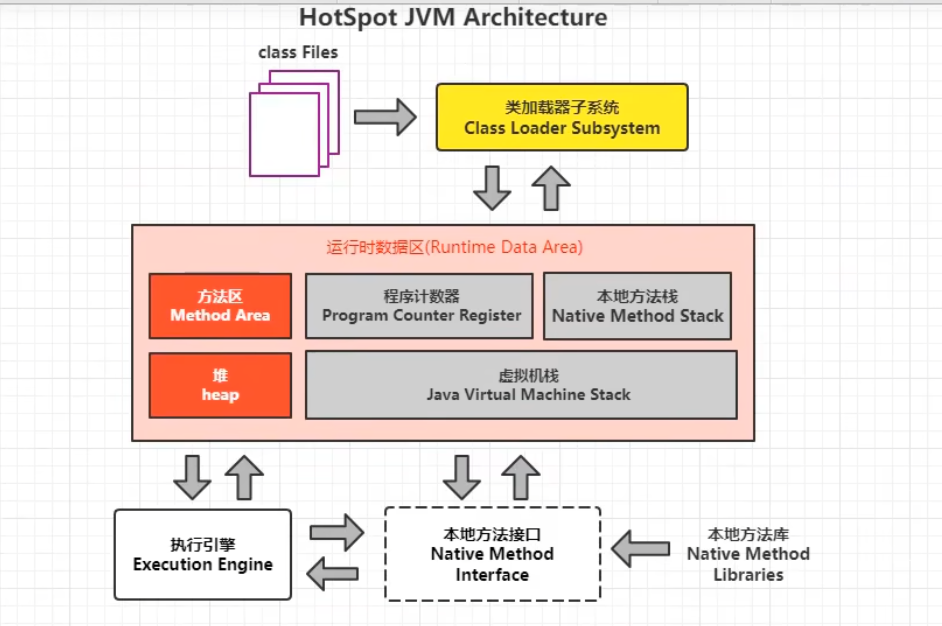 HotSpot JVM Architecture
class Files
类加载器子系统
Class Loader Subsystem
运行时数据区(Runtime Data Area)
方法区
Method Area
程序计数器
Program Counter Register
本地方法栈
Native Method Stack
堆
heap
虚拟机栈
Java Virtual Machine Stack
执行引擎
Execution Engine
本地方法接口
Native Method
Interface
本地方法库
Native Method
Libraries